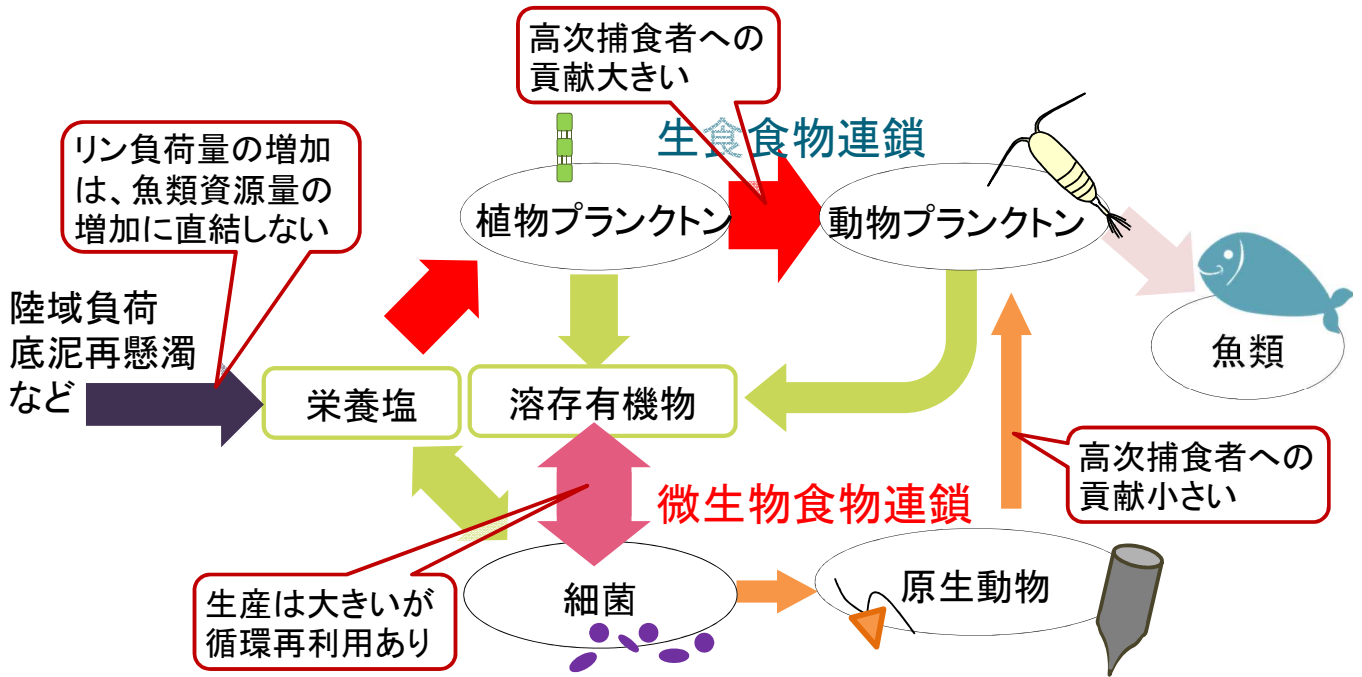 高次捕食者への
貢献大きい
リン負荷量の増加
は、魚類資源量の
増加に直結しない
生食食物連鎖
植物プランクトン
動物プランクトン
陸域負荷
底泥再懸濁
など
魚類
栄養塩
溶存有機物
高次捕食者への
貢献小さい
微生物食物連鎖
生産は大きいが
循環再利用あり
細菌
原生動物